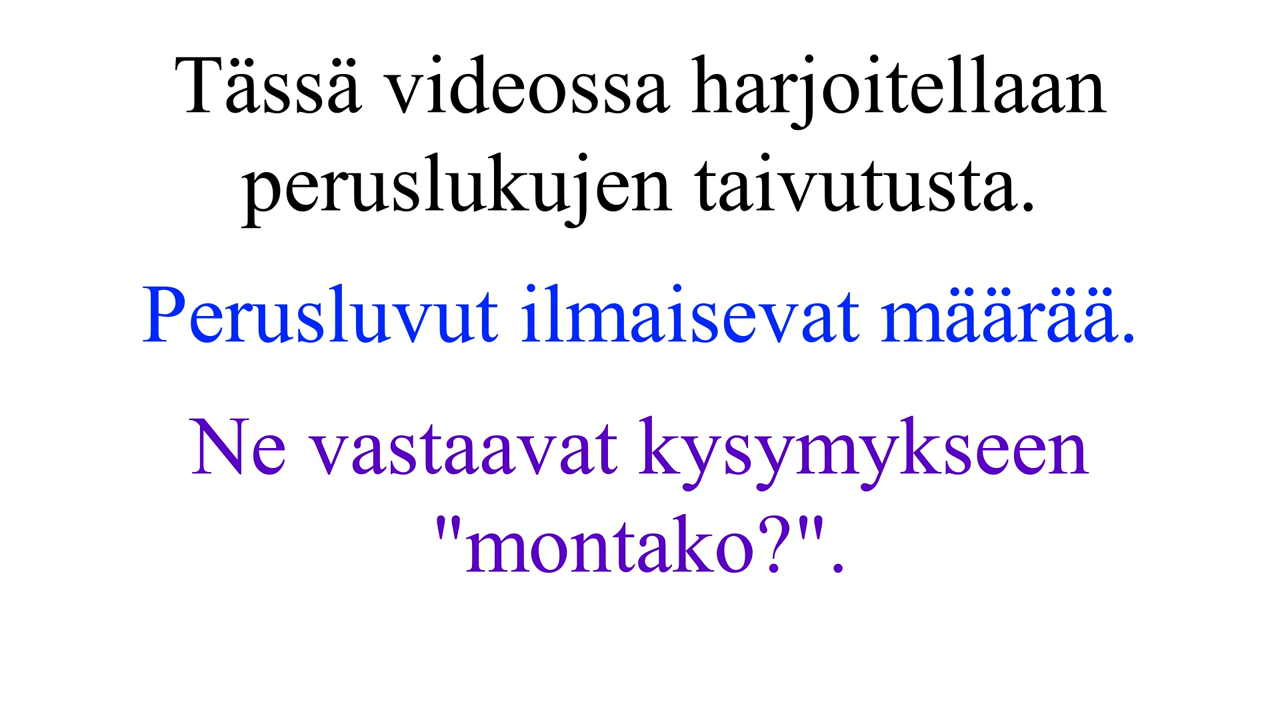 Tässä videossa harjoitellaan
peruslukujen taivutusta.
Perusluvut ilmaisevat määrää.
Ne vastaavat kysymykseen
"montako?".